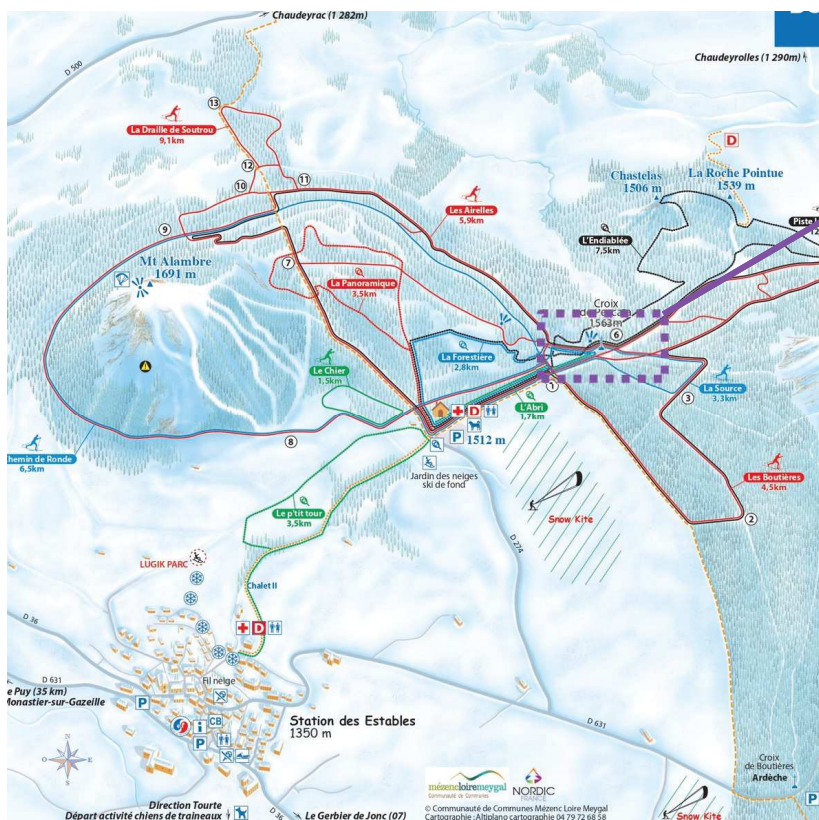 Chaudeyrac (1 282m)
D 500
Chaudeyrolles (1 290m)
13
La Draille de Soutrou
9,1km
D
12
11
10
Chastelas
1506 m
La Roche Pointue
1539 m
Les Airelles
5,9km
9
L'Endiablée
7,5km
Mt Alambre
1691 m
7
La Panoramique
3,5km
Croix
1563m
6
La Forestière
2,8km
Le Chier
1,5km
1
La Source
3,3km
3
L'Abri
1,7km
D
P
1512 m
8
Chemin de Ronde
6,5km
Jardin des neiges
ski de fond
Les Boutières
4,5km
Le p'tit tour
3,5km
Snow/Kite
2
D 274
LUGIK PARC
Chalet II
D
D 36
Fil neige
D 631
e Puy (35 km)
Monastier-sur-Gazeille
P
i
CB
P
Station des Estables
1350 m
D 631
N
O
E
S
Croix
de Boutières
Ardèche
P
mézencloiremeygal
Communauté de Communes
NORDIC
FRANCE
Direction Tourte
Départ activité chiens de traineaux
D 36
Le Gerbier de Jonc (07)
© Communauté de Communes Mézenc Loire Meygal
Cartographie : Altiplano cartographie 04 79 72 68 58
Snow/Kite